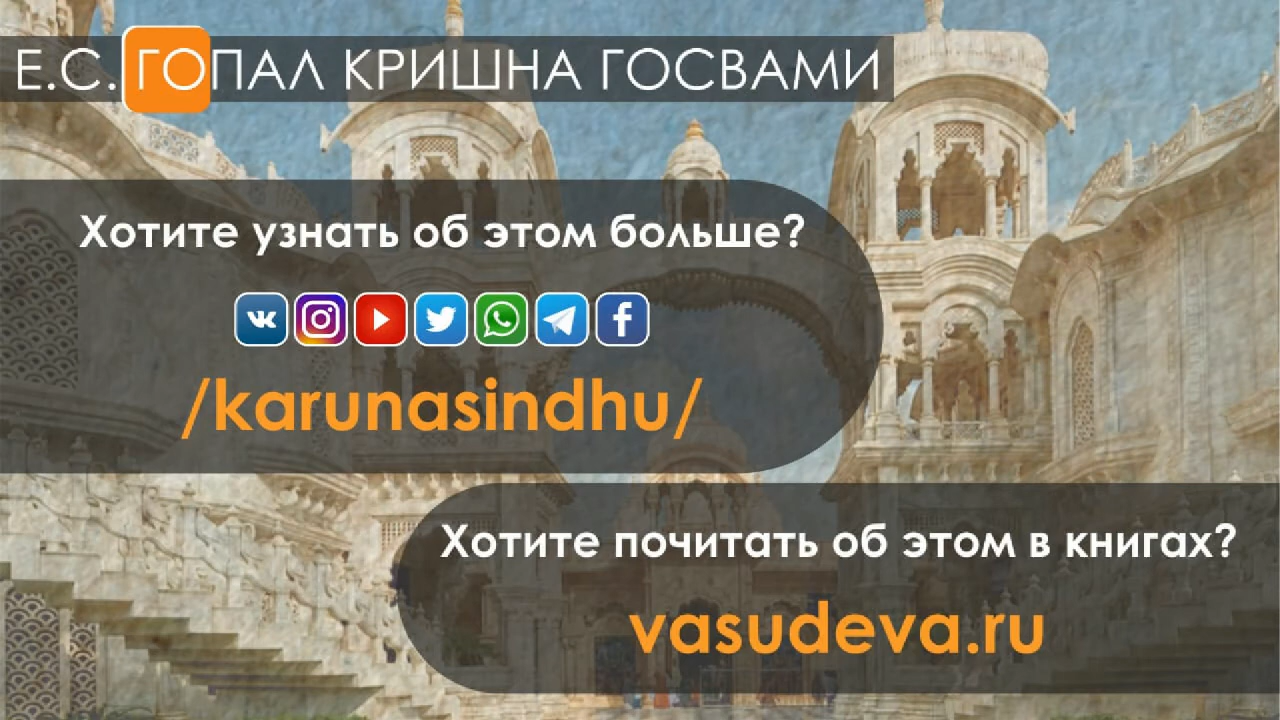 Е.С. ГОПАЛ КРИШНА ГОСВАМИ
Хотите узнать об этом больше?
/karunasindhu/
Хотите почитать об этом в книгах?
vasudeva.ru